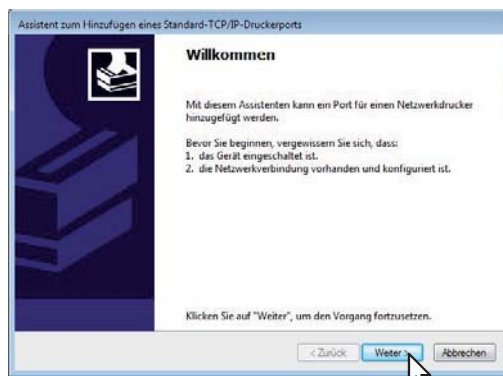 Assistent zum Hinzufügen eines Standard-TCP/IP-Druckerports
Willkommen
Mit diesem Assistenten kann ein Port für einen Netzwerkdrucker
hinzugefügt werden.
Bevor Sie beginnen, vergewissern Sie sich, dass:
1. das Gerät eingeschaltet ist.
2. die Netzwerkverbindung vorhanden und konfiguriert ist.
Klicken Sie auf "Weiter", um den Vorgang fortzusetzen.
< Zurück Weiter > Abbrechen